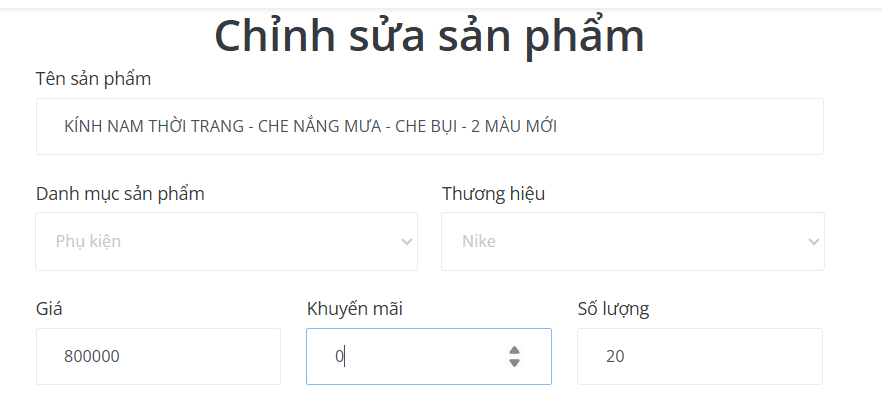 Chỉnh sửa sản phẩm
Tên sản phẩm
KÍNH NAM THỜI TRANG - CHE NẮNG MƯA - CHE BỤI - 2 MÀU MỚI
Danh mục sản phẩm Thương hiệu
Phụ kiện Nike
Giá Khuyến mãi Số lượng
800000 0 20